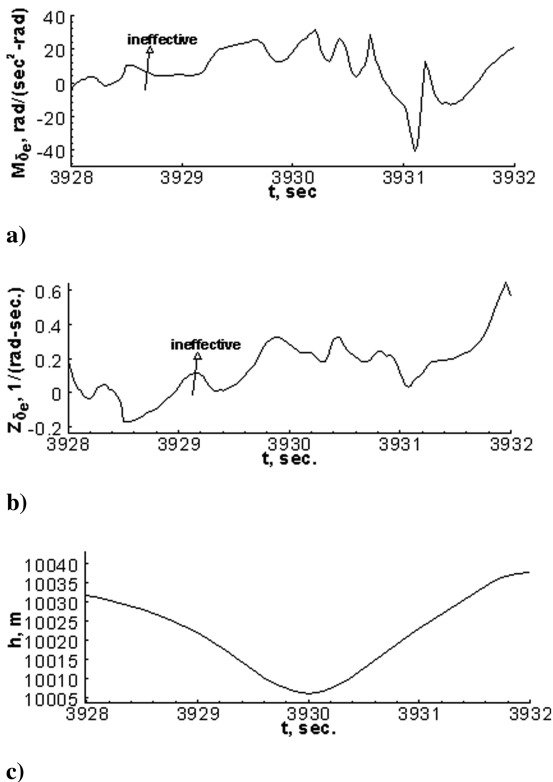 40
ineffective
20
0
-20
-40
M_δe, rad/(sec²-rad)
3928 3929 3930 3931 3932
t, sec
a)
0.6
0.4
ineffective
0.2
0
-0.2
Z_δe, 1/(rad-sec.)
3928 3929 3930 3931 3932
t, sec.
b)
10040
10035
10030
10025
10020
10015
10010
10005
h, m
3928 3929 3930 3931 3932
t, sec.
c)